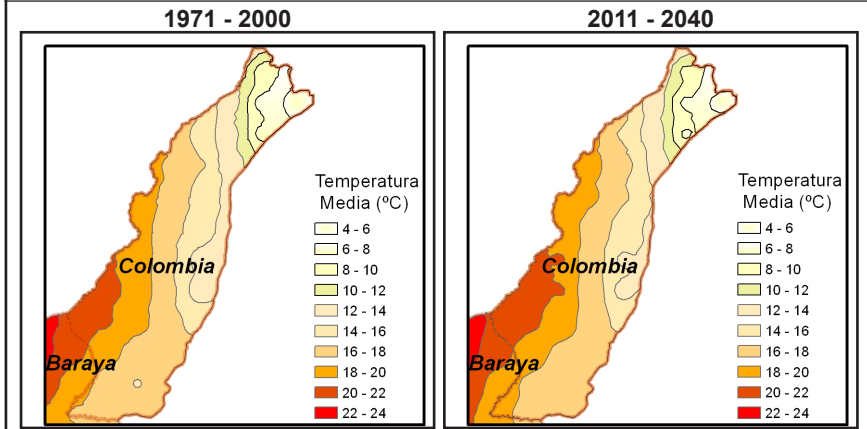 1971 - 2000
Temperatura
Media (ºC)
4 - 6
6 - 8
8 - 10
10 - 12
12 - 14
14 - 16
16 - 18
18 - 20
20 - 22
22 - 24
Colombia
Baraya
2011 - 2040
Temperatura
Media (ºC)
4 - 6
6 - 8
8 - 10
10 - 12
12 - 14
14 - 16
16 - 18
18 - 20
20 - 22
22 - 24
Colombia
Baraya